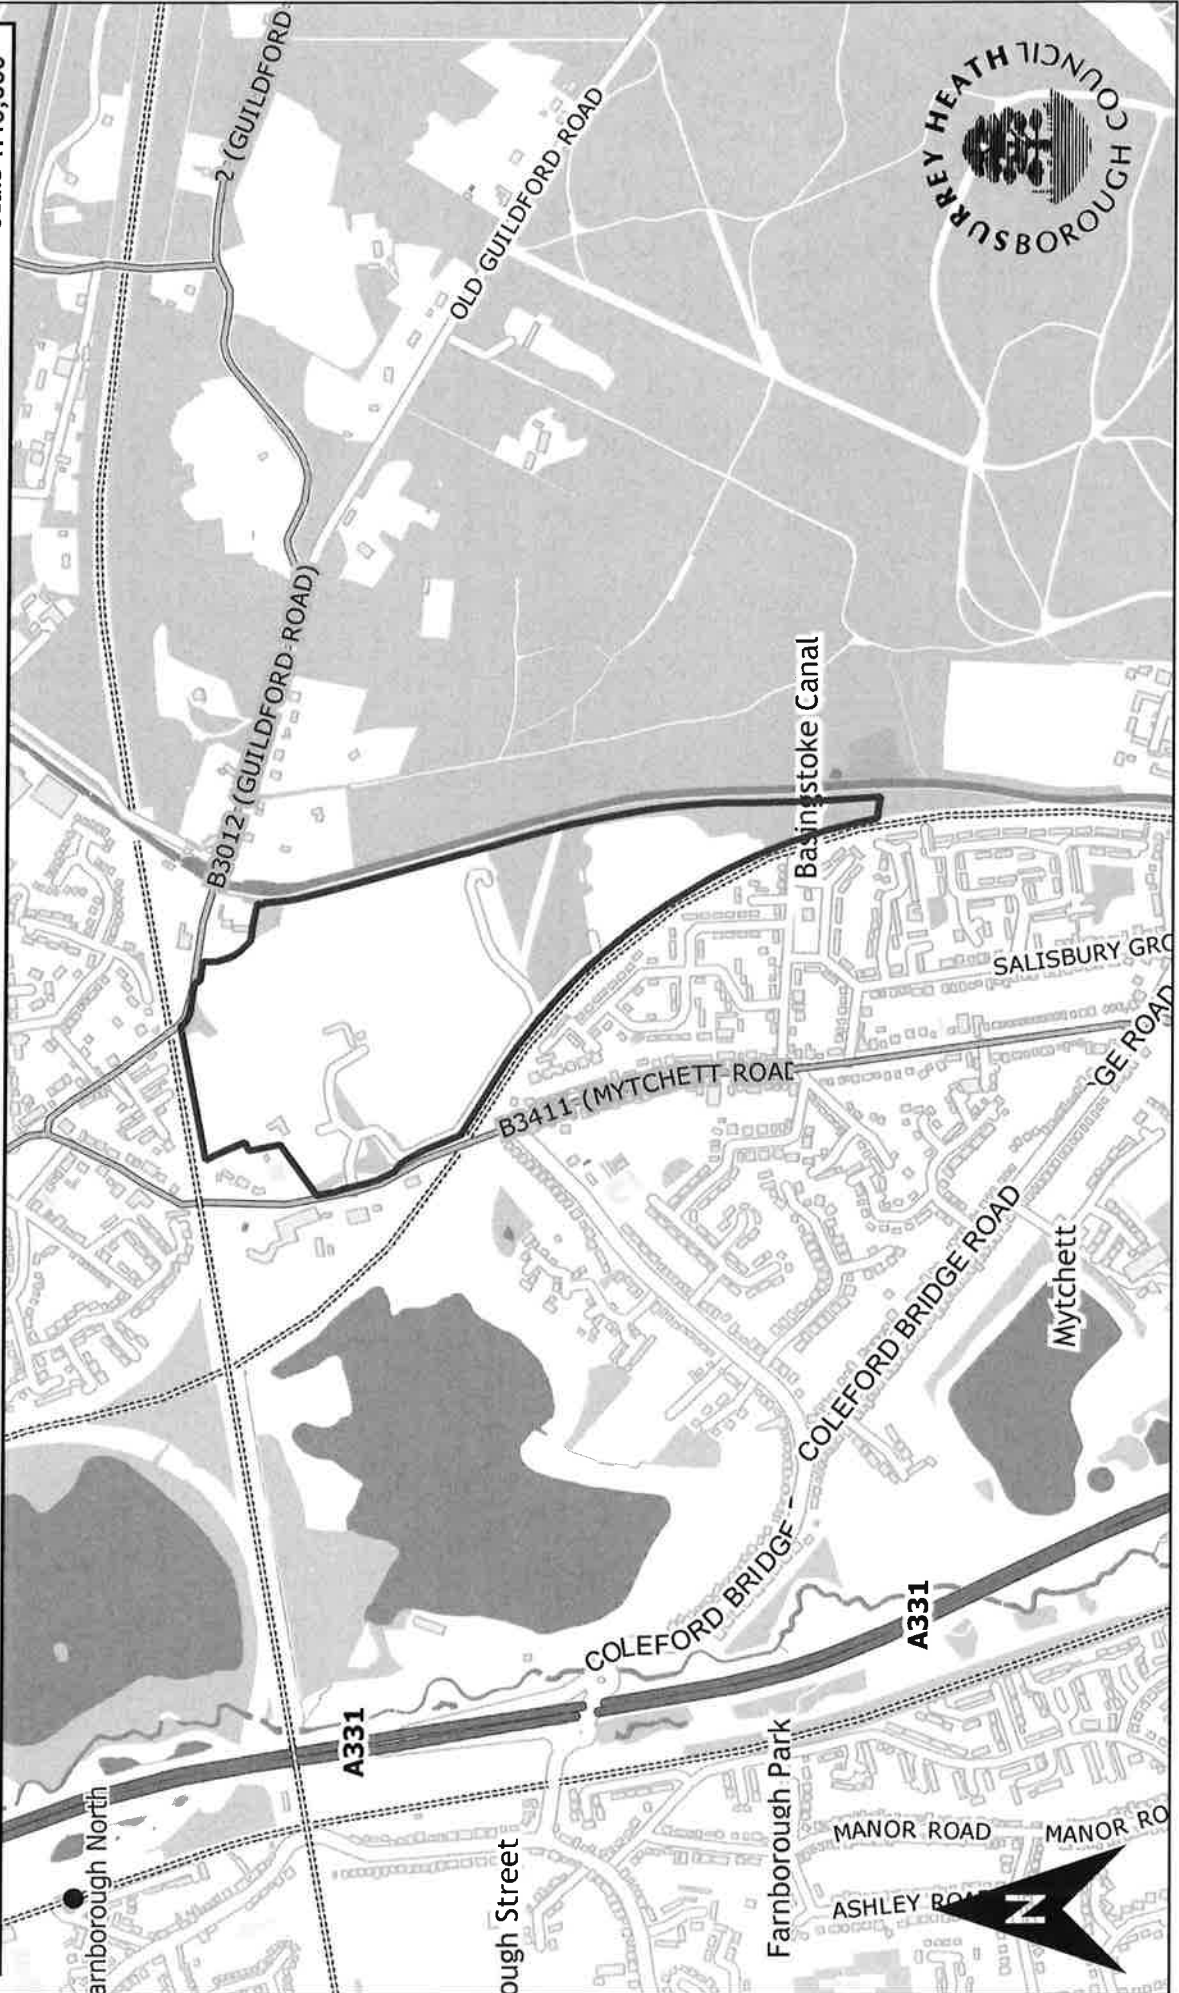 2 (GUILDFORD
OLD GUILDFORD ROAD
SURREY HEATH
BOROUGH COUNCIL
B3012 (GUILDFORD ROAD)
Basingstoke Canal
SALISBURY GRO
GE ROAD
B3411 (MYTCHETT ROAD
COLEFORD BRIDGE ROAD
Mytchett
COLEFORD BRIDGE
A331
A331
arnborough North
ough Street
Farnborough Park
MANOR ROAD
MANOR RO
ASHLEY ROA
N